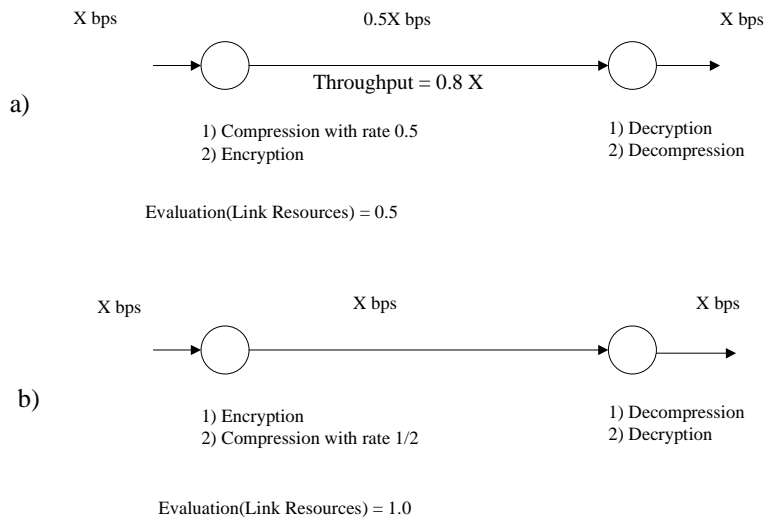 X bps
0.5X bps
X bps
Throughput = 0.8 X
a)
1) Compression with rate 0.5
2) Encryption
1) Decryption
2) Decompression
Evaluation(Link Resources) = 0.5
X bps
X bps
X bps
b)
1) Encryption
2) Compression with rate 1/2
1) Decompression
2) Decryption
Evaluation(Link Resources) = 1.0